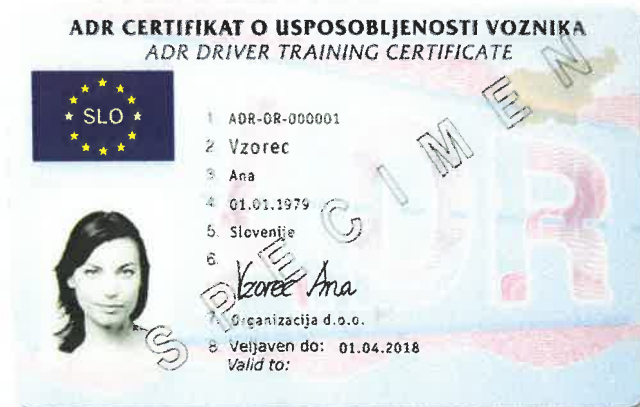 ADR CERTIFIKAT O USPOSOBLJENOSTI VOZNIKA
ADR DRIVER TRAINING CERTIFICATE
SLO
1. ADR-OR-000001
2. Vzorec
3. Ana
4. 01.01.1979
5. Slovenije
6. Vzorec Ana
7. Organizacija d.o.o.
8. Veljaven do: 01.04.2018
Valid to:
SPECIMEN
DR